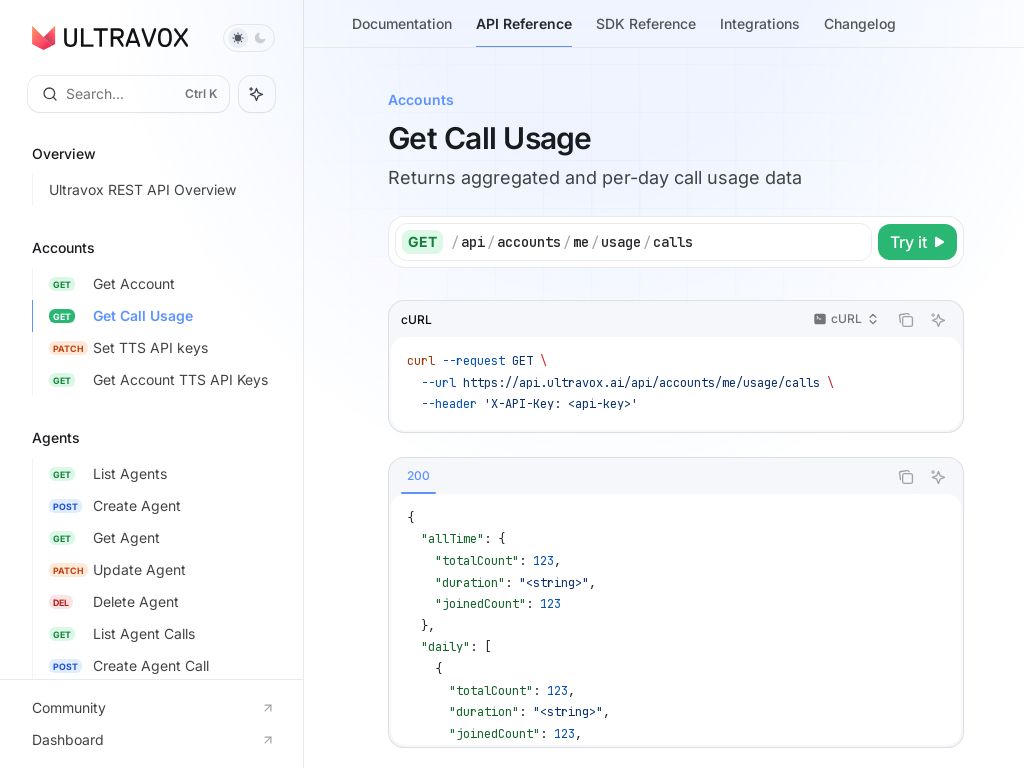 ULTRAVOX
Search...
Ctrl K
Overview
Ultravox REST API Overview
Accounts
GET Get Account
GET Get Call Usage
PATCH Set TTS API keys
GET Get Account TTS API Keys
Agents
GET List Agents
POST Create Agent
GET Get Agent
PATCH Update Agent
DEL Delete Agent
GET List Agent Calls
POST Create Agent Call
Community
Dashboard
Documentation API Reference SDK Reference Integrations Changelog
Accounts
Get Call Usage
Returns aggregated and per-day call usage data
GET /api/accounts/me/usage/calls Try it
cURL cURL
curl --request GET \
--url https://api.ultravox.ai/api/accounts/me/usage/calls \
--header 'X-API-Key: <api-key>'
200
{
"allTime": {
"totalCount": 123,
"duration": "<string>",
"joinedCount": 123
},
"daily": [
{
"totalCount": 123,
"duration": "<string>",
"joinedCount": 123,